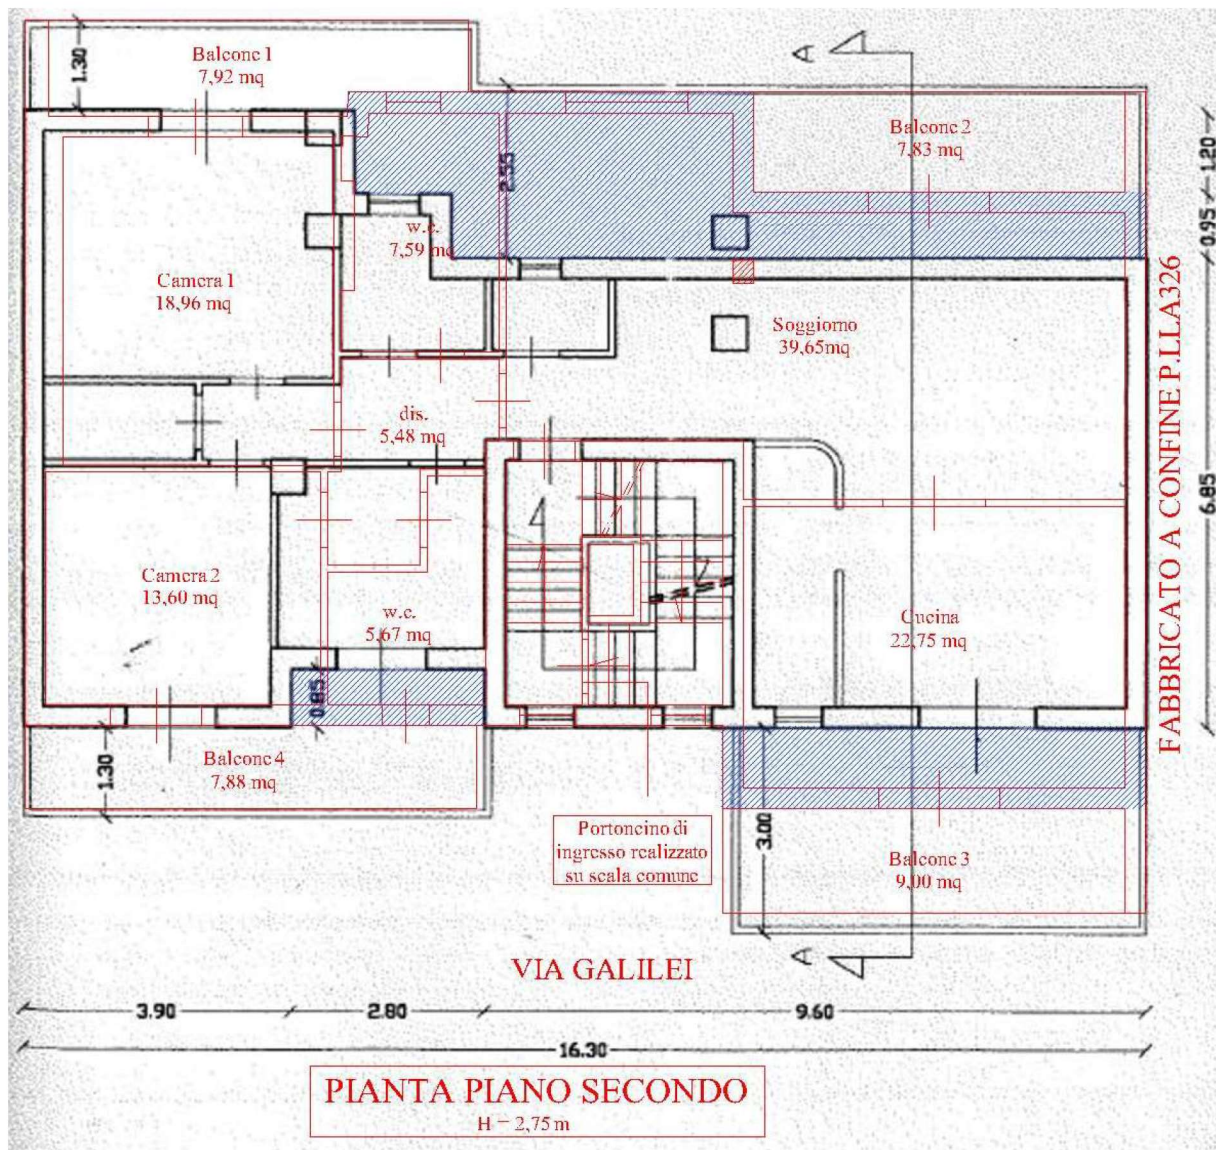 Balcone 1
7,92 mq
1.30
A
Balcone 2
7,83 mq
1.20
2.55
0.95
w.c.
7,59 mq
Camera 1
18,96 mq
Soggiorno
39,65mq
FABBRICATO A CONFINE P.LLA326
dis.
5,48 mq
6.85
Camera 2
13,60 mq
w.c.
5,67 mq
Cucina
22,75 mq
0.85
Balcone 4
7,88 mq
1.30
Portoncino di
ingresso realizzato
su scala comune
3.00
Balcone 3
9,00 mq
A
VIA GALILEI
3.90
2.80
9.60
16.30
PIANTA PIANO SECONDO
H = 2,75 m